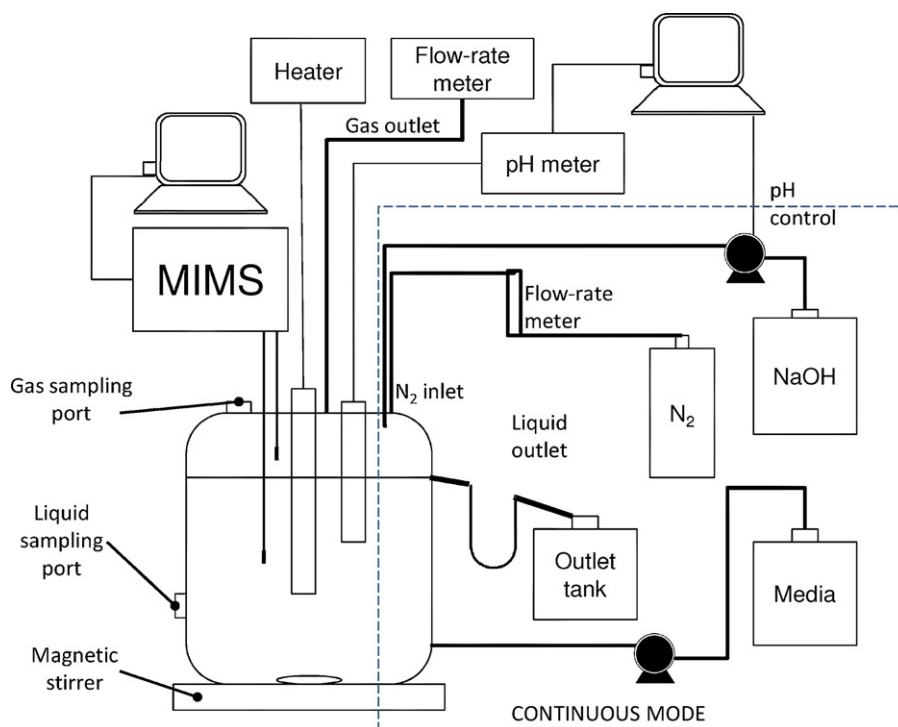 Heater
Flow-rate
meter
Gas outlet
pH meter
pH
control
MIMS
Flow-rate
meter
NaOH
Gas sampling
port
N₂ inlet
N₂
Liquid
outlet
Liquid
sampling
port
Outlet
tank
Media
Magnetic
stirrer
CONTINUOUS MODE